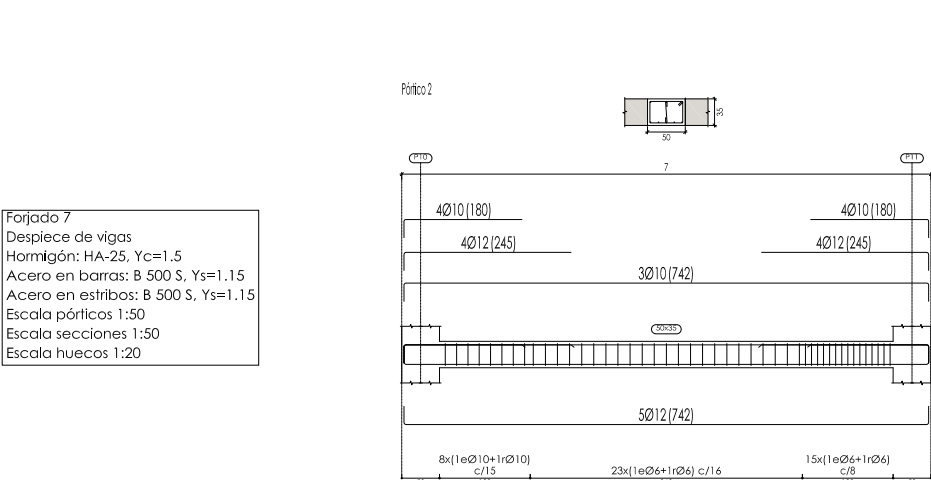 Pórtico 2
35
50
P10
P11
7
4Ø10 (180)
4Ø10 (180)
4Ø12 (245)
4Ø12 (245)
3Ø10 (742)
50x35
5Ø12 (742)
8x(1eØ10+1rØ10)
c/15
23x(1eØ6+1rØ6) c/16
15x(1eØ6+1rØ6)
c/8
Forjado 7
Despiece de vigas
Hormigón: HA-25, Yc=1.5
Acero en barras: B 500 S, Ys=1.15
Acero en estribos: B 500 S, Ys=1.15
Escala pórticos 1:50
Escala secciones 1:50
Escala huecos 1:20